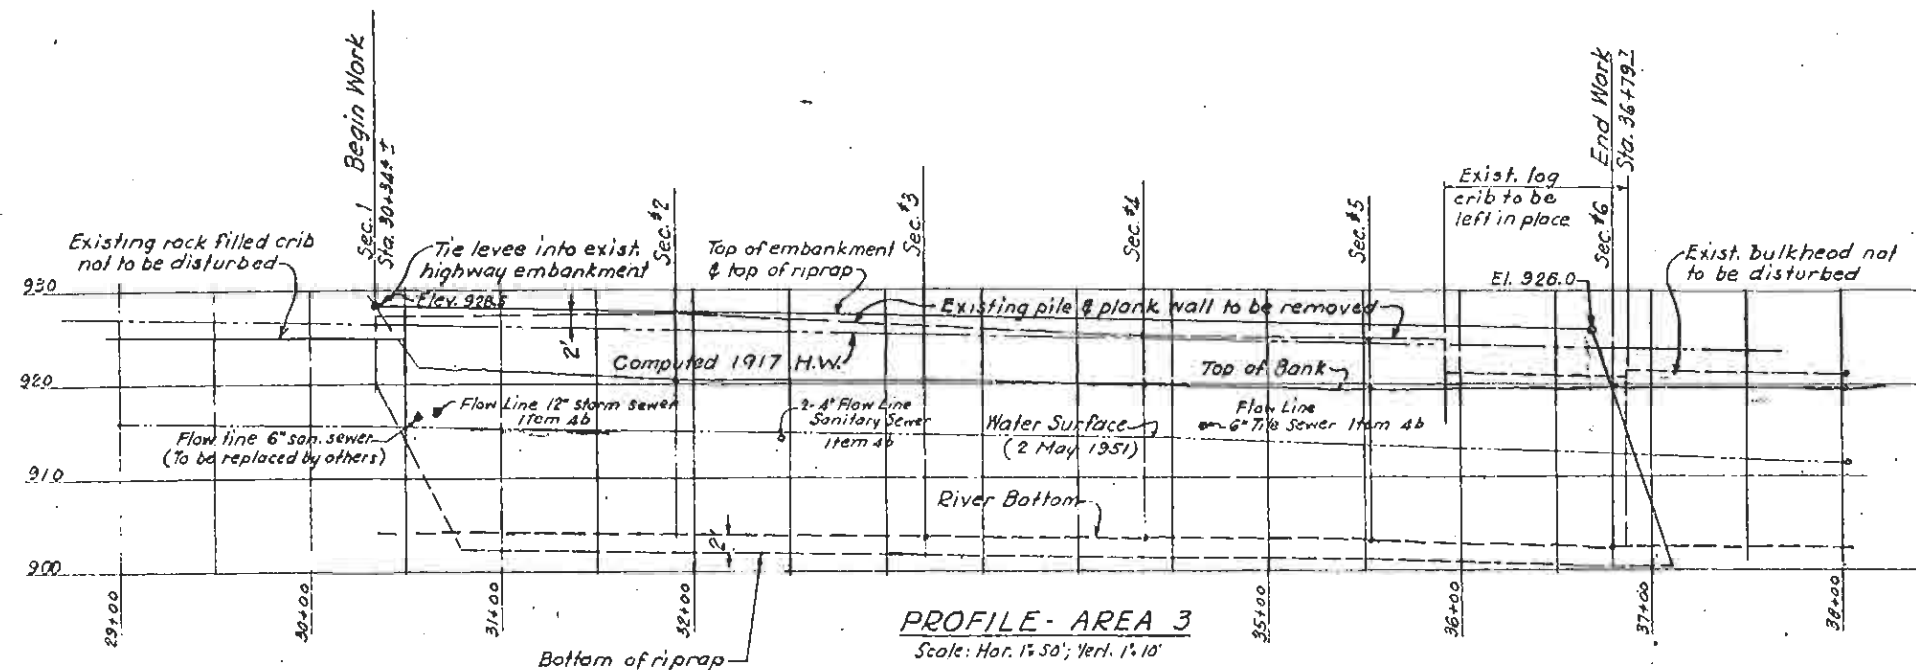 Sec. 1 Begin Work
Sta. 30+34±
Existing rock filled crib
not to be disturbed
Tie levee into exist.
highway embankment
Elev. 928.5
Sec. #2
Top of embankment
& top of riprap
Sec. #3
Sec. #4
Sec. #5
Exist. log
crib to be
left in place
Sec. #6 End Work
Sta. 36+79
Exist. bulkhead not
to be disturbed
El. 926.0
Existing pile & plank wall to be removed
2'
Computed 1917 H.W.
Top of Bank
930
920
910
900
Flow Line 12" storm sewer
Item 4b
Flow line 6" san. sewer
(To be replaced by others)
2-4" Flow Line
Sanitary Sewer
Item 4b
Water Surface
(2 May 1951)
Flow Line
6" Tile Sewer Item 4b
River Bottom
2'
29+00
30+00
31+00
32+00
35+00
36+00
37+00
38+00
Bottom of riprap
PROFILE - AREA 3
Scale: Hor. 1"=50'; Vert. 1"=10'